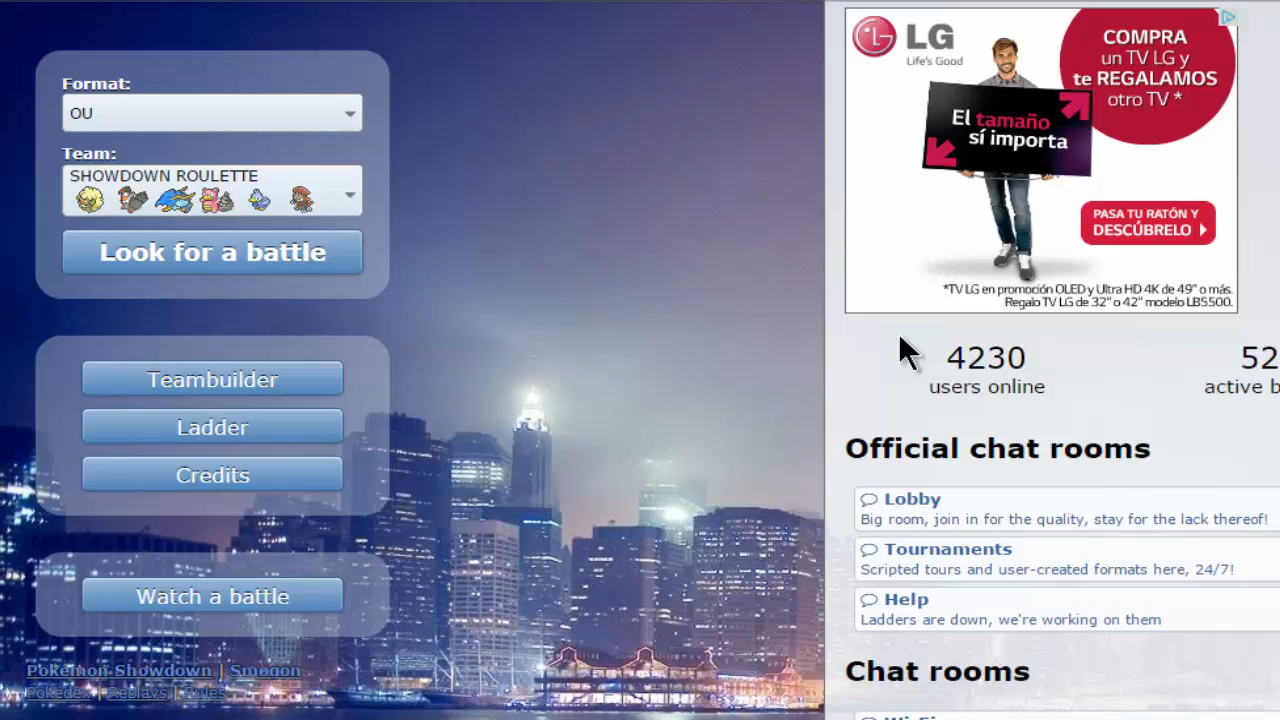 Format:
OU
Team:
SHOWDOWN ROULETTE
Look for a battle
Teambuilder
Ladder
Credits
Watch a battle
Pokémon Showdown | Smogon
Pokédex | Replays | Rules
LG
Life's Good
COMPRA
un TV LG y
te REGALAMOS
otro TV *
El tamaño
sí importa
PASA TU RATÓN Y
DESCÚBRELO
*TV LG en promoción OLED y Ultra HD 4K de 49" o más.
Regalo TV LG de 32" o 42" modelo LB5500.
4230
users online
52
active b
Official chat rooms
Lobby
Big room, join in for the quality, stay for the lack thereof!
Tournaments
Scripted tours and user-created formats here, 24/7!
Help
Ladders are down, we're working on them
Chat rooms